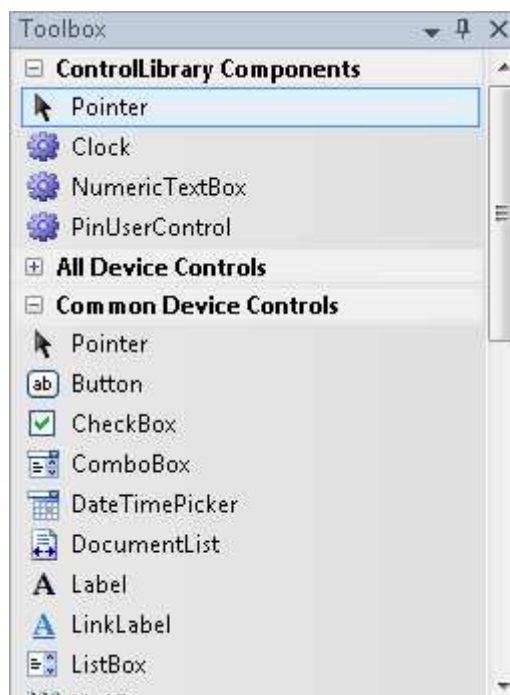 Toolbox
ControlLibrary Components
Pointer
Clock
NumericTextBox
PinUserControl
All Device Controls
Common Device Controls
Pointer
ab Button
CheckBox
ComboBox
DateTimePicker
DocumentList
A Label
A LinkLabel
ListBox